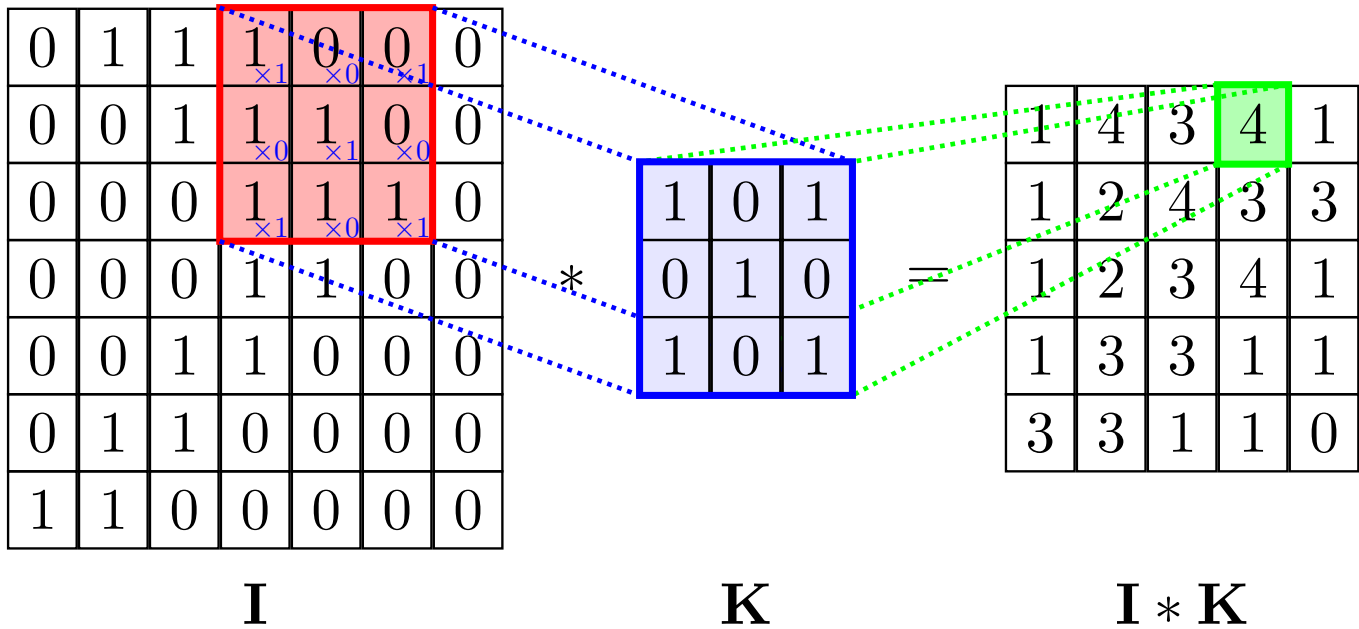 0 1 1 1 0 0 0
×1 ×0 ×1
0 0 1 1 1 0 0
×0 ×1 ×0
0 0 0 1 1 1 0
×1 ×0 ×1
0 0 0 1 1 0 0
0 0 1 1 0 0 0
0 1 1 0 0 0 0
1 1 0 0 0 0 0
I
*
1 0 1
0 1 0
1 0 1
K
=
1 4 3 4 1
1 2 4 3 3
1 2 3 4 1
1 3 3 1 1
3 3 1 1 0
I * K